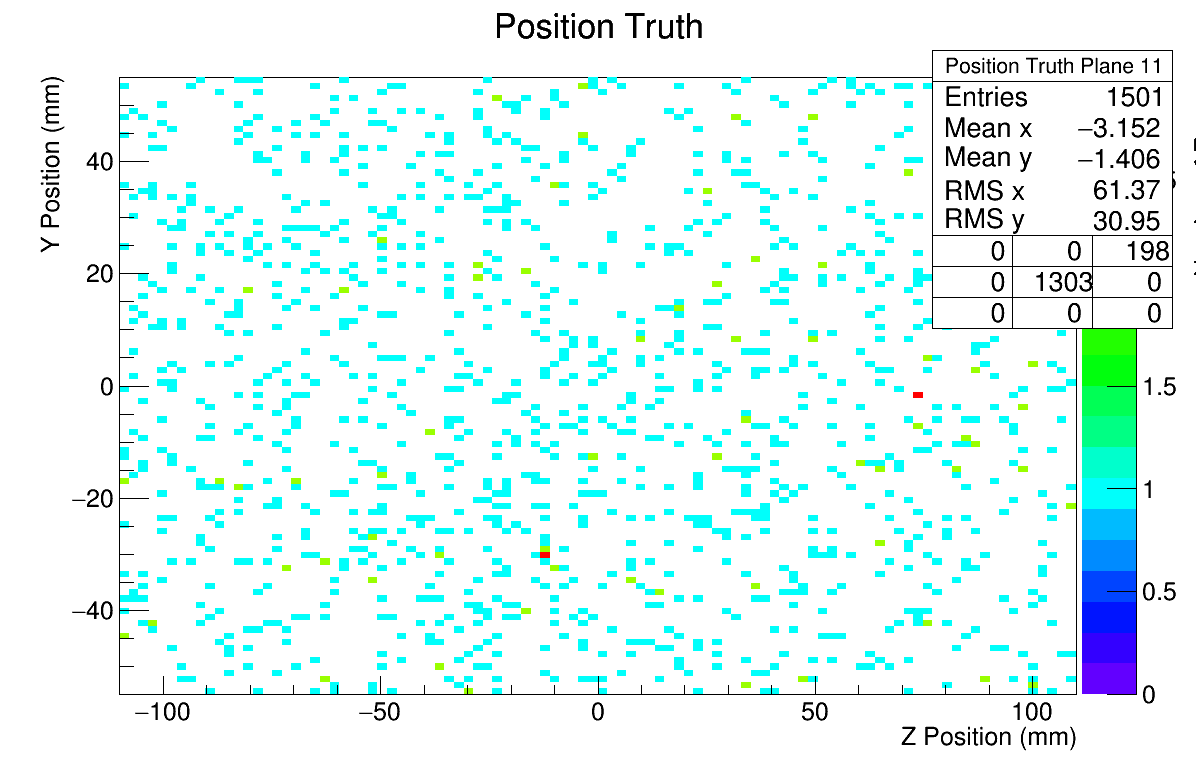 Position Truth
Position Truth Plane 11
Entries 1501
Mean x −3.152
Mean y −1.406
RMS x 61.37
RMS y 30.95
0 0 198
0 1303 0
0 0 0
Y Position (mm)
40
20
0
−20
−40
−100 −50 0 50 100
Z Position (mm)
1.5
1
0.5
0